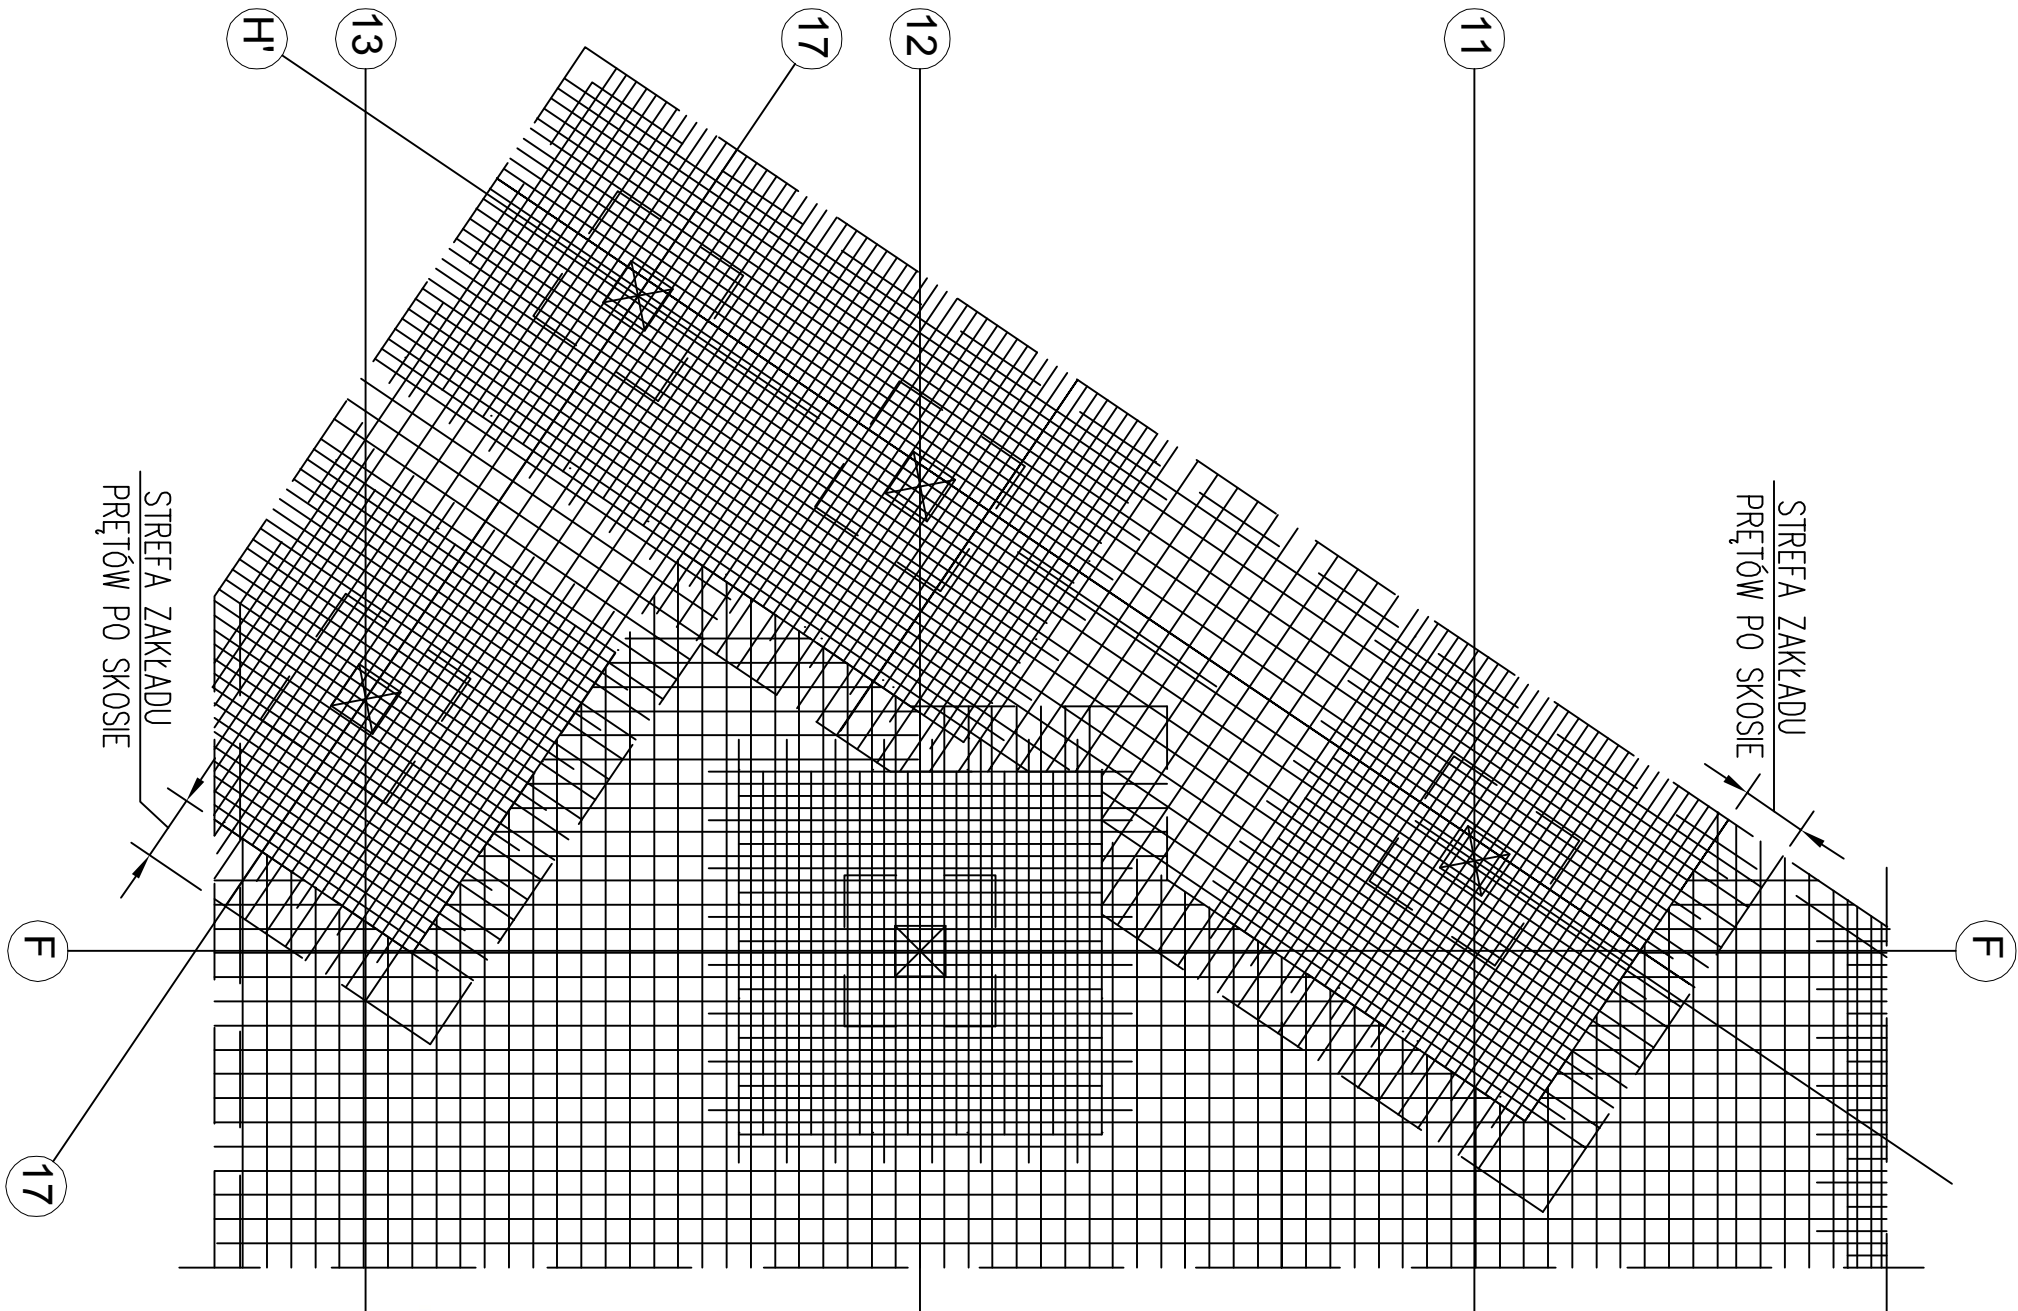 H'
13
17
12
11
STREFA ZAKŁADU
PRĘTÓW PO SKOSIE
STREFA ZAKŁADU
PRĘTÓW PO SKOSIE
F
F
17